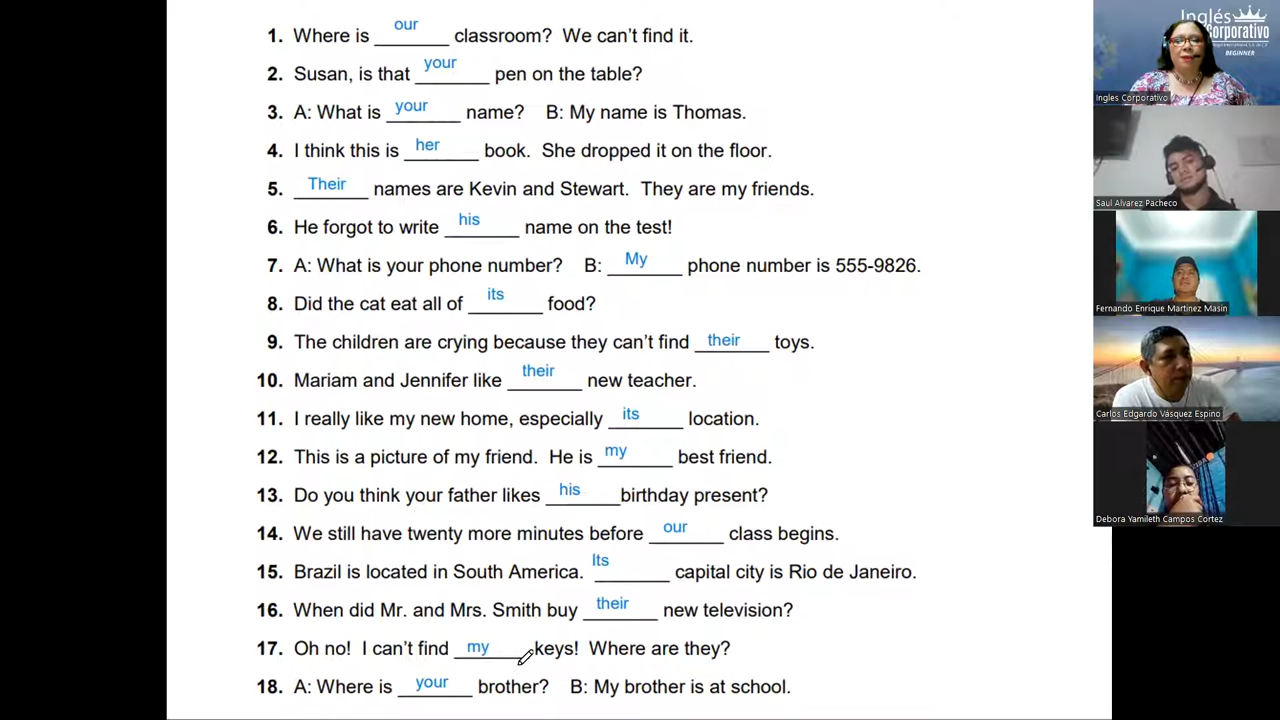 1. Where is our classroom? We can't find it.
2. Susan, is that your pen on the table?
3. A: What is your name? B: My name is Thomas.
4. I think this is her book. She dropped it on the floor.
5. Their names are Kevin and Stewart. They are my friends.
6. He forgot to write his name on the test!
7. A: What is your phone number? B: My phone number is 555-9826.
8. Did the cat eat all of its food?
9. The children are crying because they can't find their toys.
10. Mariam and Jennifer like their new teacher.
11. I really like my new home, especially its location.
12. This is a picture of my friend. He is my best friend.
13. Do you think your father likes his birthday present?
14. We still have twenty more minutes before our class begins.
15. Brazil is located in South America. Its capital city is Rio de Janeiro.
16. When did Mr. and Mrs. Smith buy their new television?
17. Oh no! I can't find my keys! Where are they?
18. A: Where is your brother? B: My brother is at school.
Inglés
Corporativo
BEGINNER
Ingles Corporativo
Saul Alvarez Pacheco
Fernando Enrique Martinez Masin
Carlos Edgardo Vásquez Espino
Debora Yamileth Campos Cortez